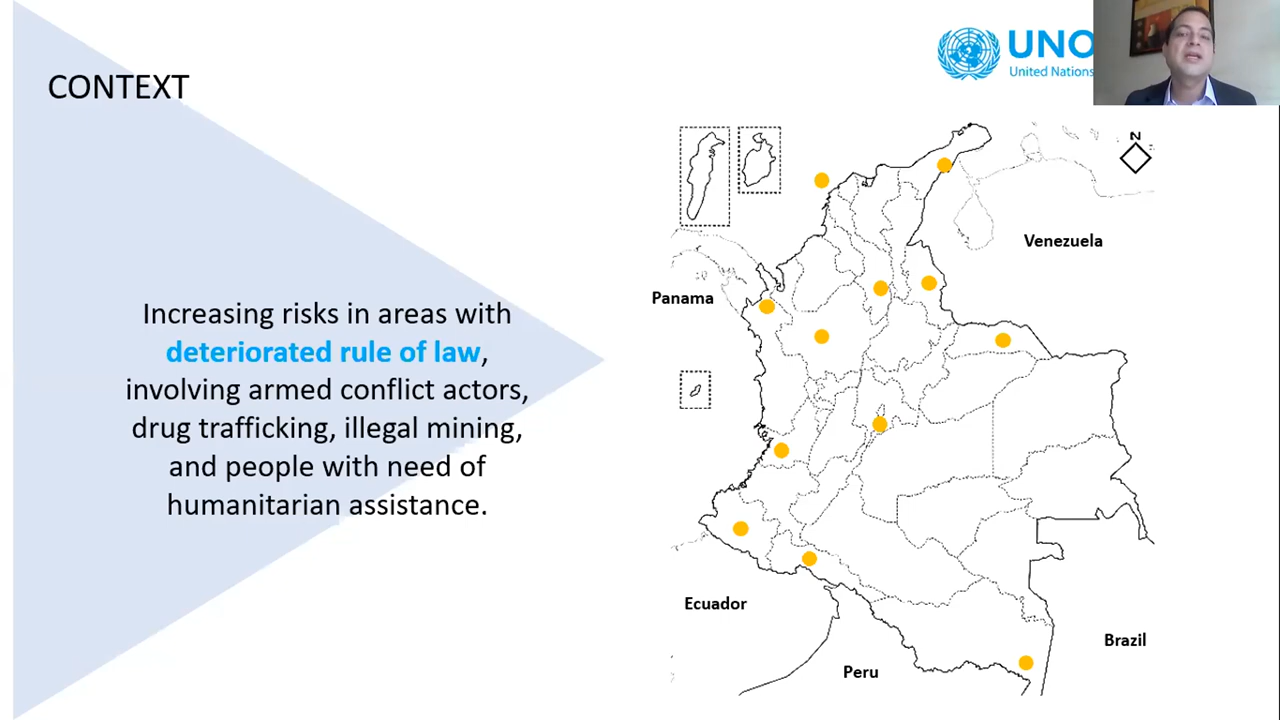 CONTEXT
UNO
United Nations
N
Venezuela
Panama
Increasing risks in areas with
deteriorated rule of law,
involving armed conflict actors,
drug trafficking, illegal mining,
and people with need of
humanitarian assistance.
Ecuador
Brazil
Peru